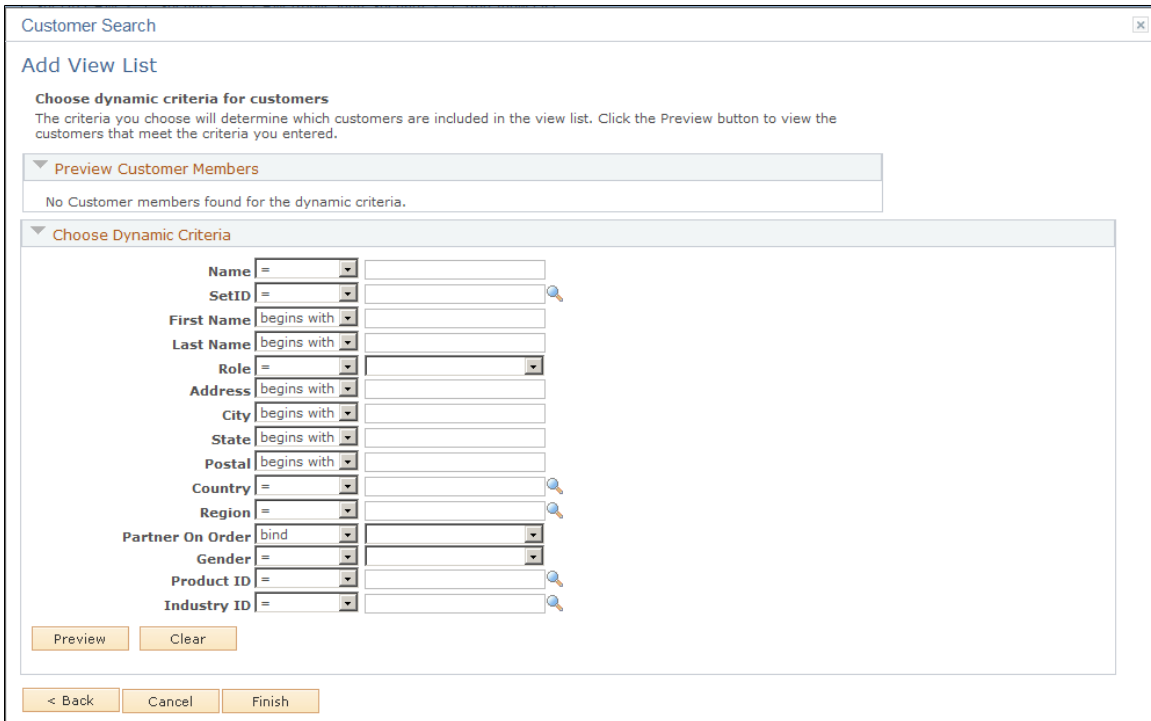 Customer Search
Add View List
Choose dynamic criteria for customers
The criteria you choose will determine which customers are included in the view list. Click the Preview button to view the
customers that meet the criteria you entered.
Preview Customer Members
No Customer members found for the dynamic criteria.
Choose Dynamic Criteria
Name =
SetID =
First Name begins with
Last Name begins with
Role =
Address begins with
City begins with
State begins with
Postal begins with
Country =
Region =
Partner On Order bind
Gender =
Product ID =
Industry ID =
Preview Clear
< Back Cancel Finish